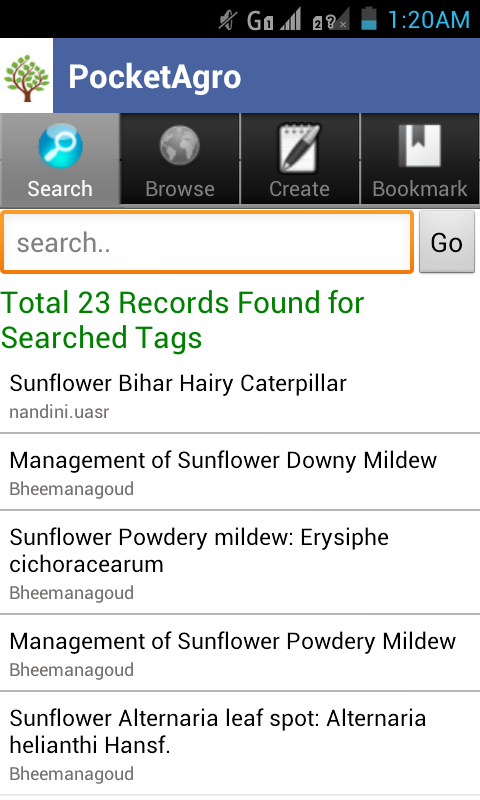 G 1 2 ? 1:20AM
PocketAgro
Search Browse Create Bookmark
search.. Go
Total 23 Records Found for
Searched Tags
Sunflower Bihar Hairy Caterpillar
nandini.uasr
Management of Sunflower Downy Mildew
Bheemanagoud
Sunflower Powdery mildew: Erysiphe
cichoracearum
Bheemanagoud
Management of Sunflower Powdery Mildew
Bheemanagoud
Sunflower Alternaria leaf spot: Alternaria
helianthi Hansf.
Bheemanagoud